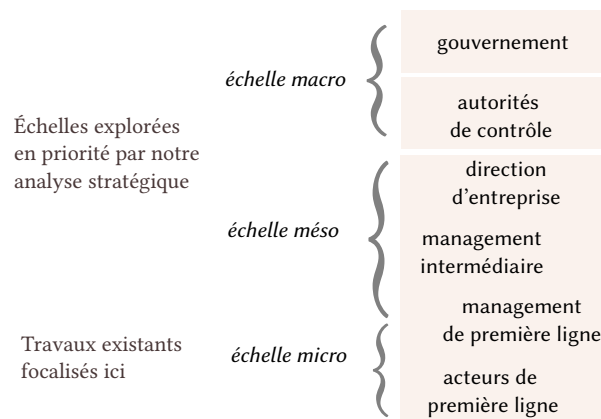 gouvernement
échelle macro
autorités
de contrôle
Échelles explorées
en priorité par notre
analyse stratégique
direction
d'entreprise
échelle méso
management
intermédiaire
management
de première ligne
Travaux existants
focalisés ici
échelle micro
acteurs de
première ligne